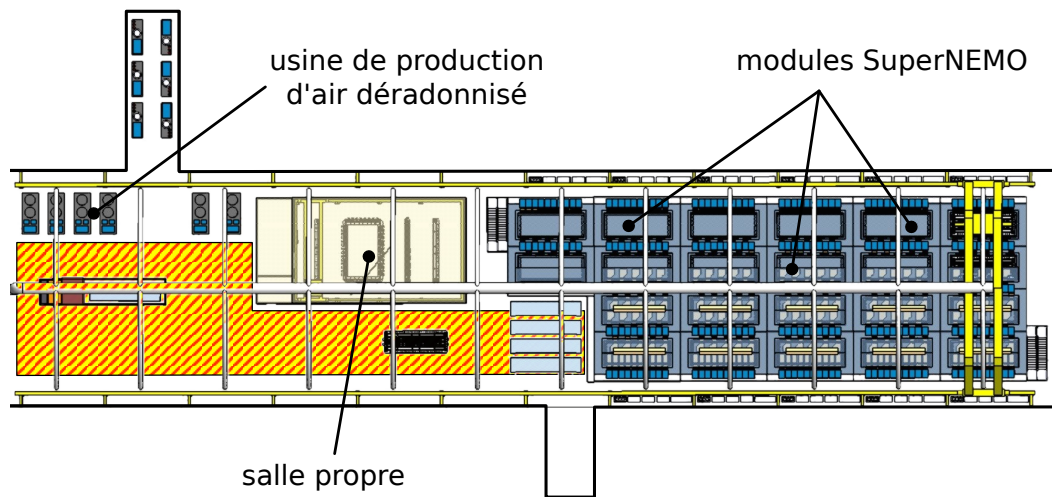 usine de production
d'air déradonnisé
modules SuperNEMO
salle propre